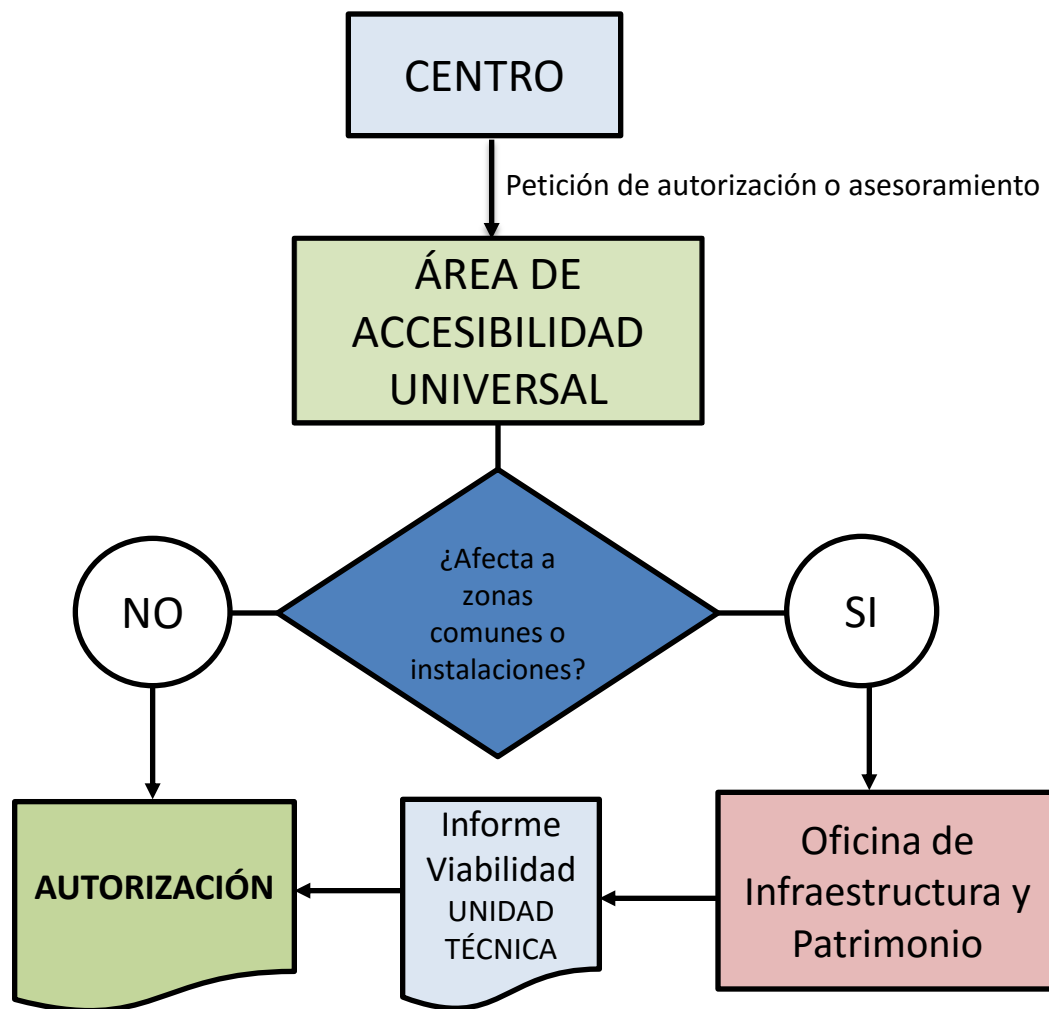 CENTRO
Petición de autorización o asesoramiento
ÁREA DE
ACCESIBILIDAD
UNIVERSAL
¿Afecta a
zonas
comunes o
instalaciones?
NO
SI
AUTORIZACIÓN
Informe
Viabilidad
UNIDAD
TÉCNICA
Oficina de
Infraestructura y
Patrimonio